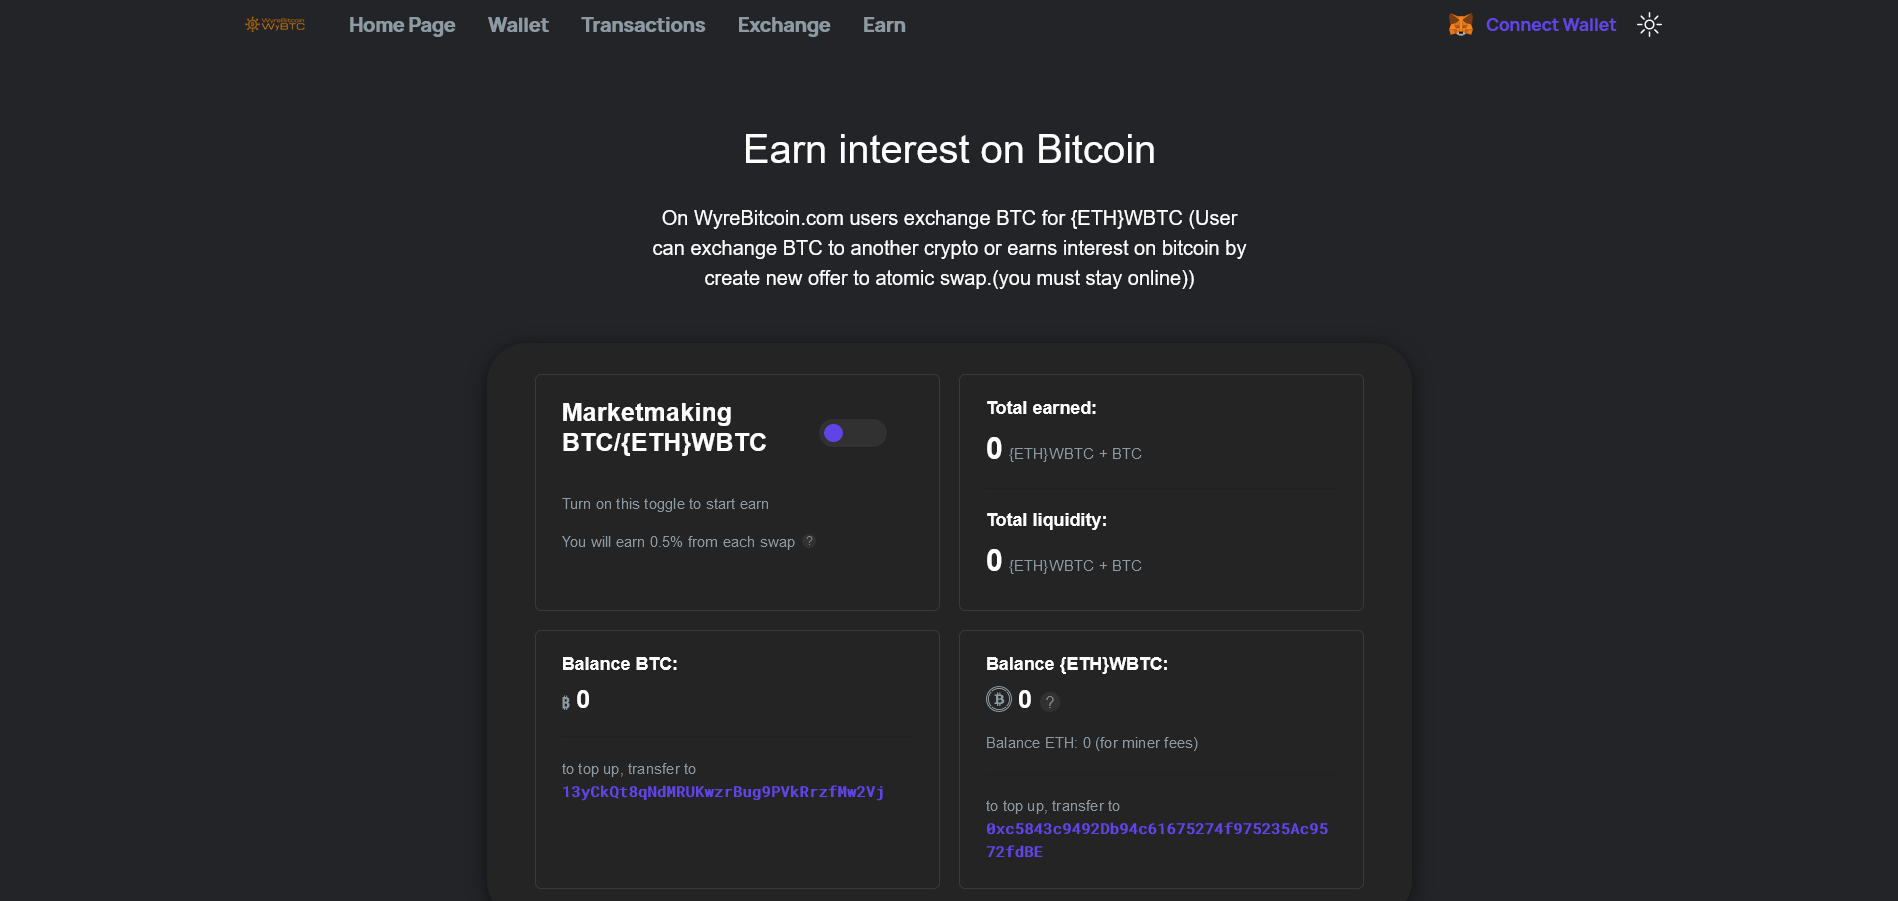 WyreBitcoin
WyBTC
Home Page
Wallet
Transactions
Exchange
Earn
Connect Wallet
Earn interest on Bitcoin
On WyreBitcoin.com users exchange BTC for {ETH}WBTC (User
can exchange BTC to another crypto or earns interest on bitcoin by
create new offer to atomic swap.(you must stay online))
Marketmaking
BTC/{ETH}WBTC
Turn on this toggle to start earn
You will earn 0.5% from each swap ?
Total earned:
0 {ETH}WBTC + BTC
Total liquidity:
0 {ETH}WBTC + BTC
Balance BTC:
0
to top up, transfer to
13yCkQt8qNdMRUKwzrBug9PVkRrzfMw2Vj
Balance {ETH}WBTC:
0 ?
Balance ETH: 0 (for miner fees)
to top up, transfer to
0xc5843c9492Db94c61675274f975235Ac95
72fdBE